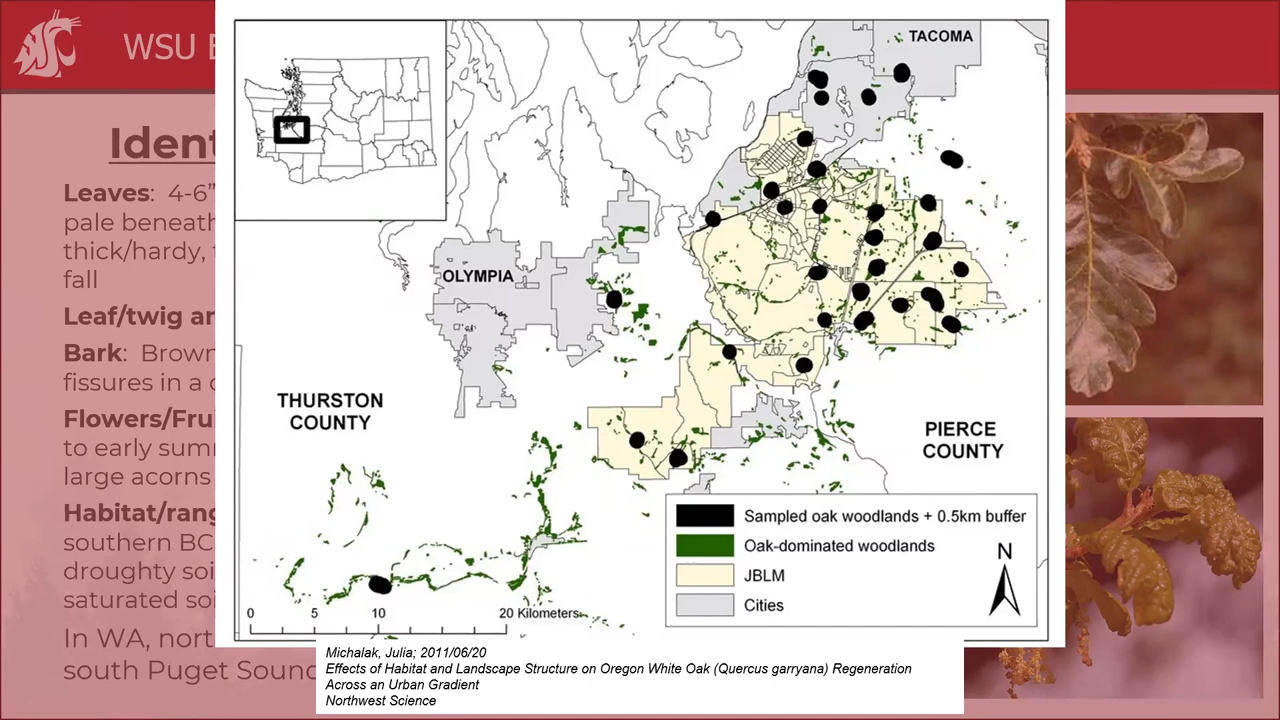 WSU E
Ident
Leaves: 4-6”
pale beneath
thick/hardy, t
fall
Leaf/twig ar
Bark: Brown
fissures in a c
Flowers/Fru
to early sum
large acorns
Habitat/rang
southern BC
droughty soi
saturated soi
In WA, nort
south Puget Sound
TACOMA
OLYMPIA
THURSTON
COUNTY
PIERCE
COUNTY
Sampled oak woodlands + 0.5km buffer
Oak-dominated woodlands
JBLM
Cities
N
0 5 10 20 Kilometers
Michalak, Julia; 2011/06/20
Effects of Habitat and Landscape Structure on Oregon White Oak (Quercus garryana) Regeneration
Across an Urban Gradient
Northwest Science